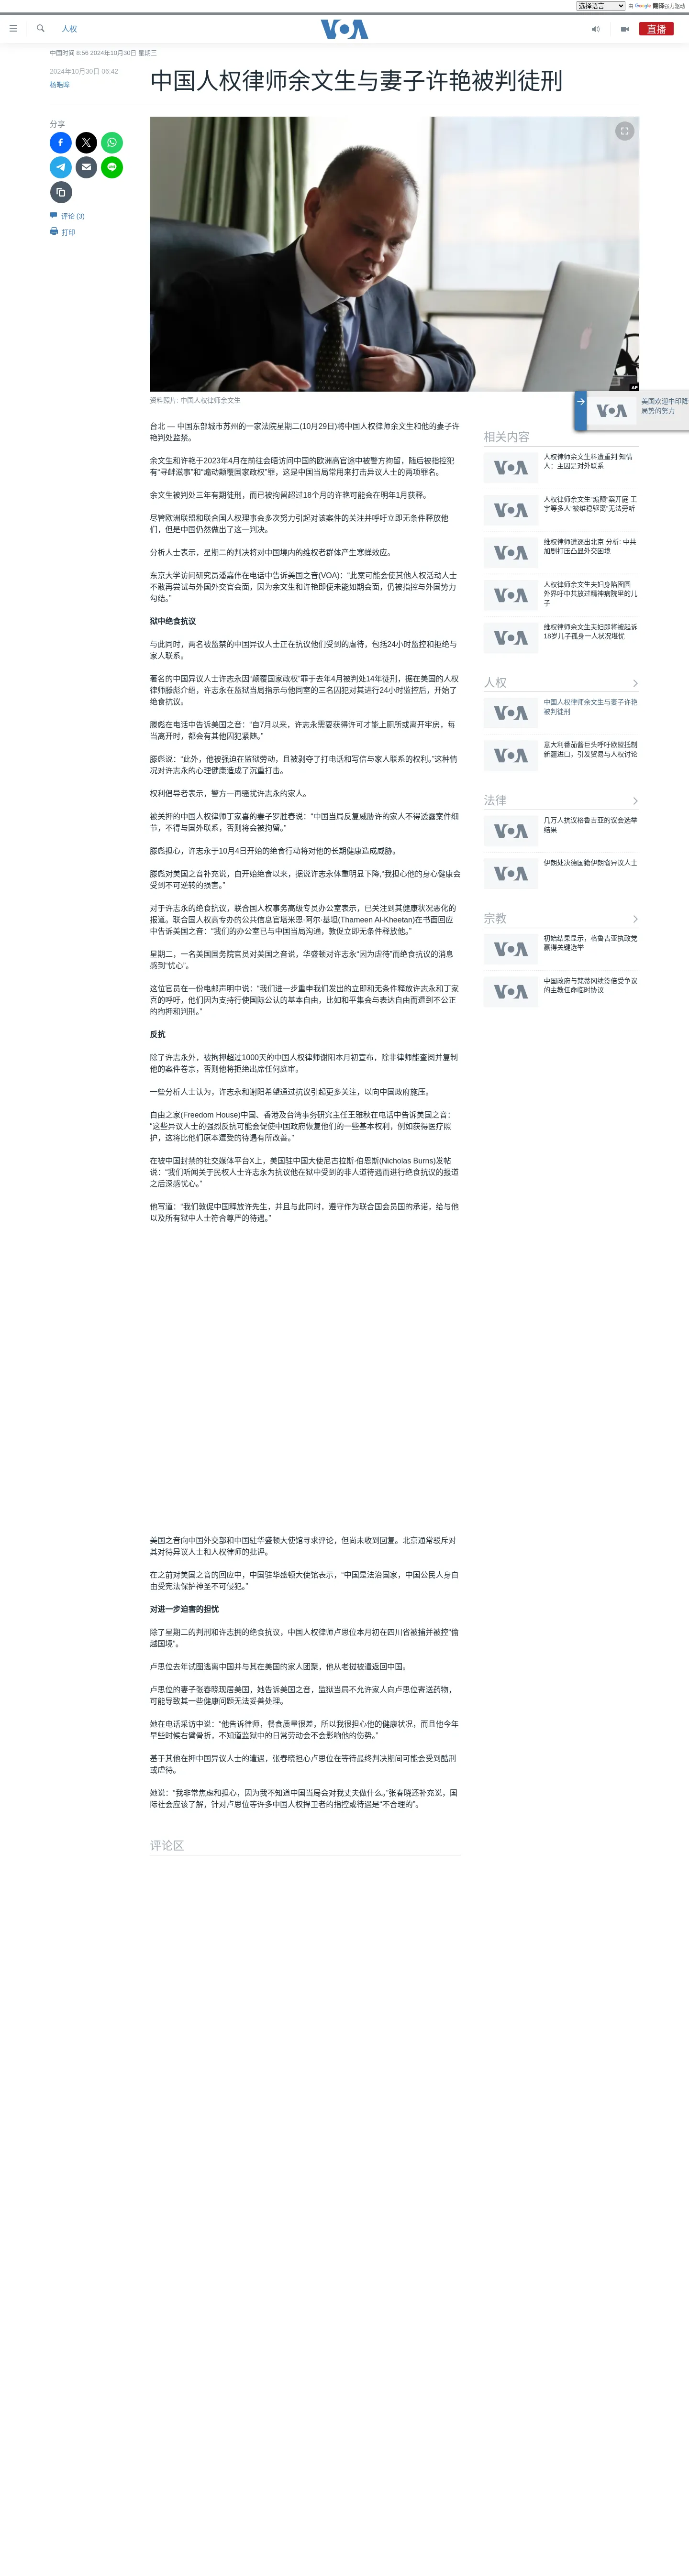 选择语言 由 Google 翻译强力驱动
人权
VOA
直播
中国时间 6:56 2024年10月30日 星期三
2024年10月30日 06:42
杨皓暐
中国人权律师余文生与妻子许艳被判徒刑
分享
评论 (3)
打印
AP
资料照片: 中国人权律师余文生
美国欢迎中印降
局势的努力
台北 — 中国东部城市苏州的一家法院星期二(10月29日)将中国人权律师余文生和他的妻子许
艳判处监禁。
余文生和许艳于2023年4月在前往会晤访问中国的欧洲高官途中被警方拘留，随后被指控犯
有“寻衅滋事”和“煽动颠覆国家政权”罪，这是中国当局常用来打击异议人士的两项罪名。
余文生被判处三年有期徒刑，而已被拘留超过18个月的许艳可能会在明年1月获释。
尽管欧洲联盟和联合国人权理事会多次努力引起对该案件的关注并呼吁立即无条件释放他
们，但是中国仍然做出了这一判决。
分析人士表示，星期二的判决将对中国境内的维权者群体产生寒蝉效应。
东京大学访问研究员潘嘉伟在电话中告诉美国之音(VOA)：“此案可能会使其他人权活动人士
不敢再尝试与外国外交官会面，因为余文生和许艳即便未能如期会面，仍被指控与外国势力
勾结。”
狱中绝食抗议
与此同时，两名被监禁的中国异议人士正在抗议他们受到的虐待，包括24小时监控和拒绝与
家人联系。
著名的中国异议人士许志永因“颠覆国家政权”罪于去年4月被判处14年徒刑，据在美国的人权
律师滕彪介绍，许志永在监狱当局指示与他同室的三名囚犯对其进行24小时监控后，开始了
绝食抗议。
滕彪在电话中告诉美国之音：“自7月以来，许志永需要获得许可才能上厕所或离开牢房，每
当离开时，都会有其他囚犯紧随。”
滕彪说：“此外，他被强迫在监狱劳动，且被剥夺了打电话和写信与家人联系的权利。”这种情
况对许志永的心理健康造成了沉重打击。
权利倡导者表示，警方一再骚扰许志永的家人。
被关押的中国人权律师丁家喜的妻子罗胜春说：“中国当局反复威胁许的家人不得透露案件细
节，不得与国外联系，否则将会被拘留。”
滕彪担心，许志永于10月4日开始的绝食行动将对他的长期健康造成威胁。
滕彪对美国之音补充说，自开始绝食以来，据说许志永体重明显下降，“我担心他的身心健康会
受到不可逆转的损害。”
对于许志永的绝食抗议，联合国人权事务高级专员办公室表示，已关注到其健康状况恶化的
报道。联合国人权高专办的公共信息官塔米恩·阿尔·基坦(Thameen Al-Kheetan)在书面回应
中告诉美国之音：“我们的办公室已与中国当局沟通，敦促立即无条件释放他。”
星期二，一名美国国务院官员对美国之音说，华盛顿对许志永“因为虐待”而绝食抗议的消息
感到“忧心”。
这位官员在一份电邮声明中说：“我们进一步重申我们发出的立即和无条件释放许志永和丁家
喜的呼吁，他们因为支持行使国际公认的基本自由，比如和平集会与表达自由而遭到不公正
的拘押和判刑。”
反抗
除了许志永外，被拘押超过1000天的中国人权律师谢阳本月初宣布，除非律师能查阅并复制
他的案件卷宗，否则他将拒绝出席任何庭审。
一些分析人士认为，许志永和谢阳希望通过抗议引起更多关注，以向中国政府施压。
自由之家(Freedom House)中国、香港及台湾事务研究主任王雅秋在电话中告诉美国之音：
“这些异议人士的强烈反抗可能会促使中国政府恢复他们的一些基本权利，例如获得医疗照
护，这将比他们原本遭受的待遇有所改善。”
在被中国封禁的社交媒体平台X上，美国驻中国大使尼古拉斯·伯恩斯(Nicholas Burns)发帖
说：“我们听闻关于民权人士许志永为抗议他在狱中受到的非人道待遇而进行绝食抗议的报道
之后深感忧心。”
他写道：“我们敦促中国释放许先生，并且与此同时，遵守作为联合国会员国的承诺，给与他
以及所有狱中人士符合尊严的待遇。”
美国之音向中国外交部和中国驻华盛顿大使馆寻求评论，但尚未收到回复。北京通常驳斥对
其对待异议人士和人权律师的批评。
在之前对美国之音的回应中，中国驻华盛顿大使馆表示，“中国是法治国家，中国公民人身自
由受宪法保护神圣不可侵犯。”
对进一步迫害的担忧
除了星期二的判刑和许志拥的绝食抗议，中国人权律师卢思位本月初在四川省被捕并被控“偷
越国境”。
卢思位去年试图逃离中国并与其在美国的家人团聚，他从老挝被遣返回中国。
卢思位的妻子张春晓现居美国，她告诉美国之音，监狱当局不允许家人向卢思位寄送药物，
可能导致其一些健康问题无法妥善处理。
她在电话采访中说：“他告诉律师，餐食质量很差，所以我很担心他的健康状况，而且他今年
早些时候右臂骨折，不知道监狱中的日常劳动会不会影响他的伤势。”
基于其他在押中国异议人士的遭遇，张春晓担心卢思位在等待最终判决期间可能会受到酷刑
或虐待。
她说：“我非常焦虑和担心，因为我不知道中国当局会对我丈夫做什么。”张春晓还补充说，国
际社会应该了解，针对卢思位等许多中国人权捍卫者的指控或待遇是“不合理的”。
评论区
相关内容
VOA
人权律师余文生料遭重判 知情
人：主因是对外联系
VOA
人权律师余文生“煽颠”案开庭 王
宇等多人“被维稳驱离”无法旁听
VOA
维权律师遭逐出北京 分析: 中共
加剧打压凸显外交困境
VOA
人权律师余文生夫妇身陷囹圄
外界吁中共放过精神病院里的儿
子
VOA
维权律师余文生夫妇即将被起诉
18岁儿子孤身一人状况堪忧
VOA
人权
中国人权律师余文生与妻子许艳
被判徒刑
VOA
意大利番茄酱巨头呼吁欧盟抵制
新疆进口，引发贸易与人权讨论
VOA
法律
几万人抗议格鲁吉亚的议会选举
结果
VOA
伊朗处决德国籍伊朗裔异议人士
VOA
宗教
初始结果显示，格鲁吉亚执政党
赢得关键选举
VOA
中国政府与梵蒂冈续签倍受争议
的主教任命临时协议
VOA